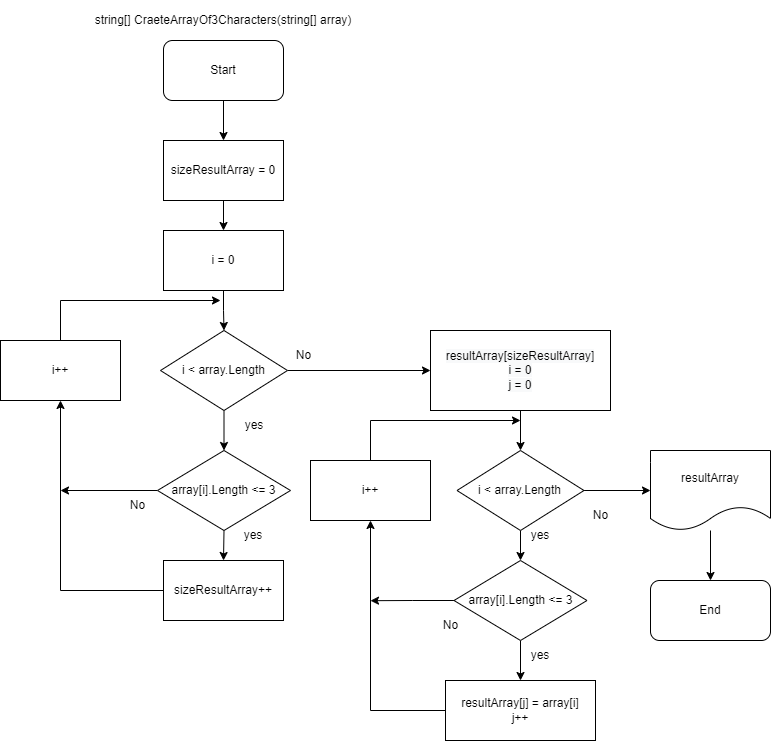 string[] CraeteArrayOf3Characters(string[] array)
Start
sizeResultArray = 0
i = 0
i++
i < array.Length
No
yes
array[i].Length <= 3
No
yes
sizeResultArray++
resultArray[sizeResultArray]
i = 0
j = 0
i++
i < array.Length
No
yes
array[i].Length <= 3
No
yes
resultArray[j] = array[i]
j++
resultArray
End